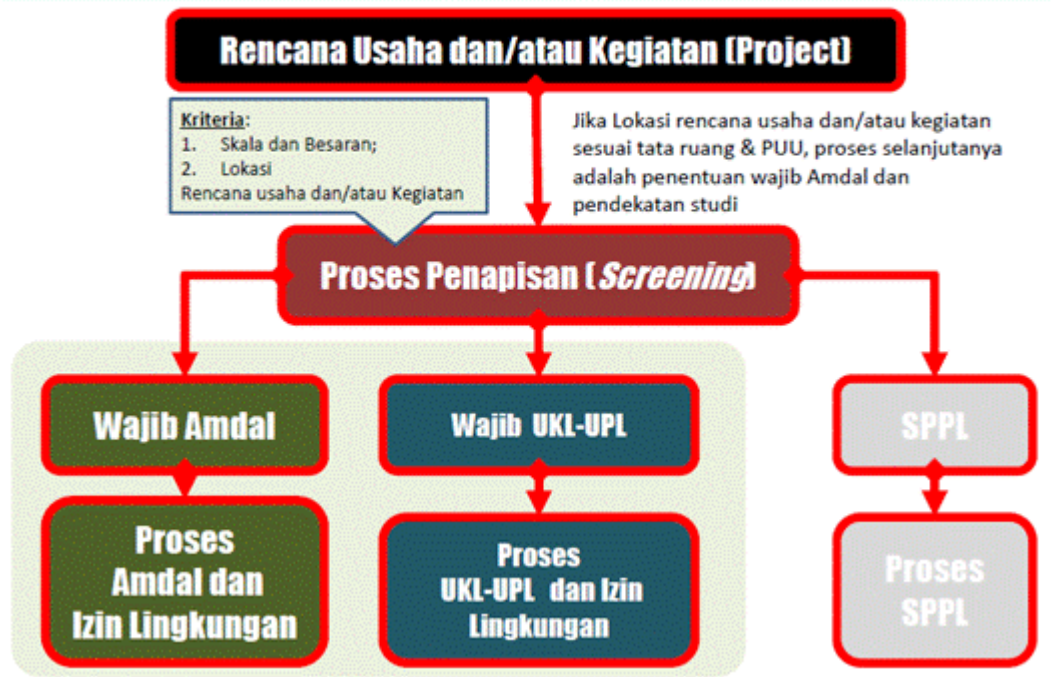 Rencana Usaha dan/atau Kegiatan (Project)
Kriteria:
1. Skala dan Besaran;
2. Lokasi
Rencana usaha dan/atau Kegiatan
Jika Lokasi rencana usaha dan/atau kegiatan
sesuai tata ruang & PUU, proses selanjutanya
adalah penentuan wajib Amdal dan
pendekatan studi
Proses Penapisan (Screening)
Wajib Amdal
Wajib UKL-UPL
SPPL
Proses
Amdal dan
Izin Lingkungan
Proses
UKL-UPL dan Izin
Lingkungan
Proses
SPPL